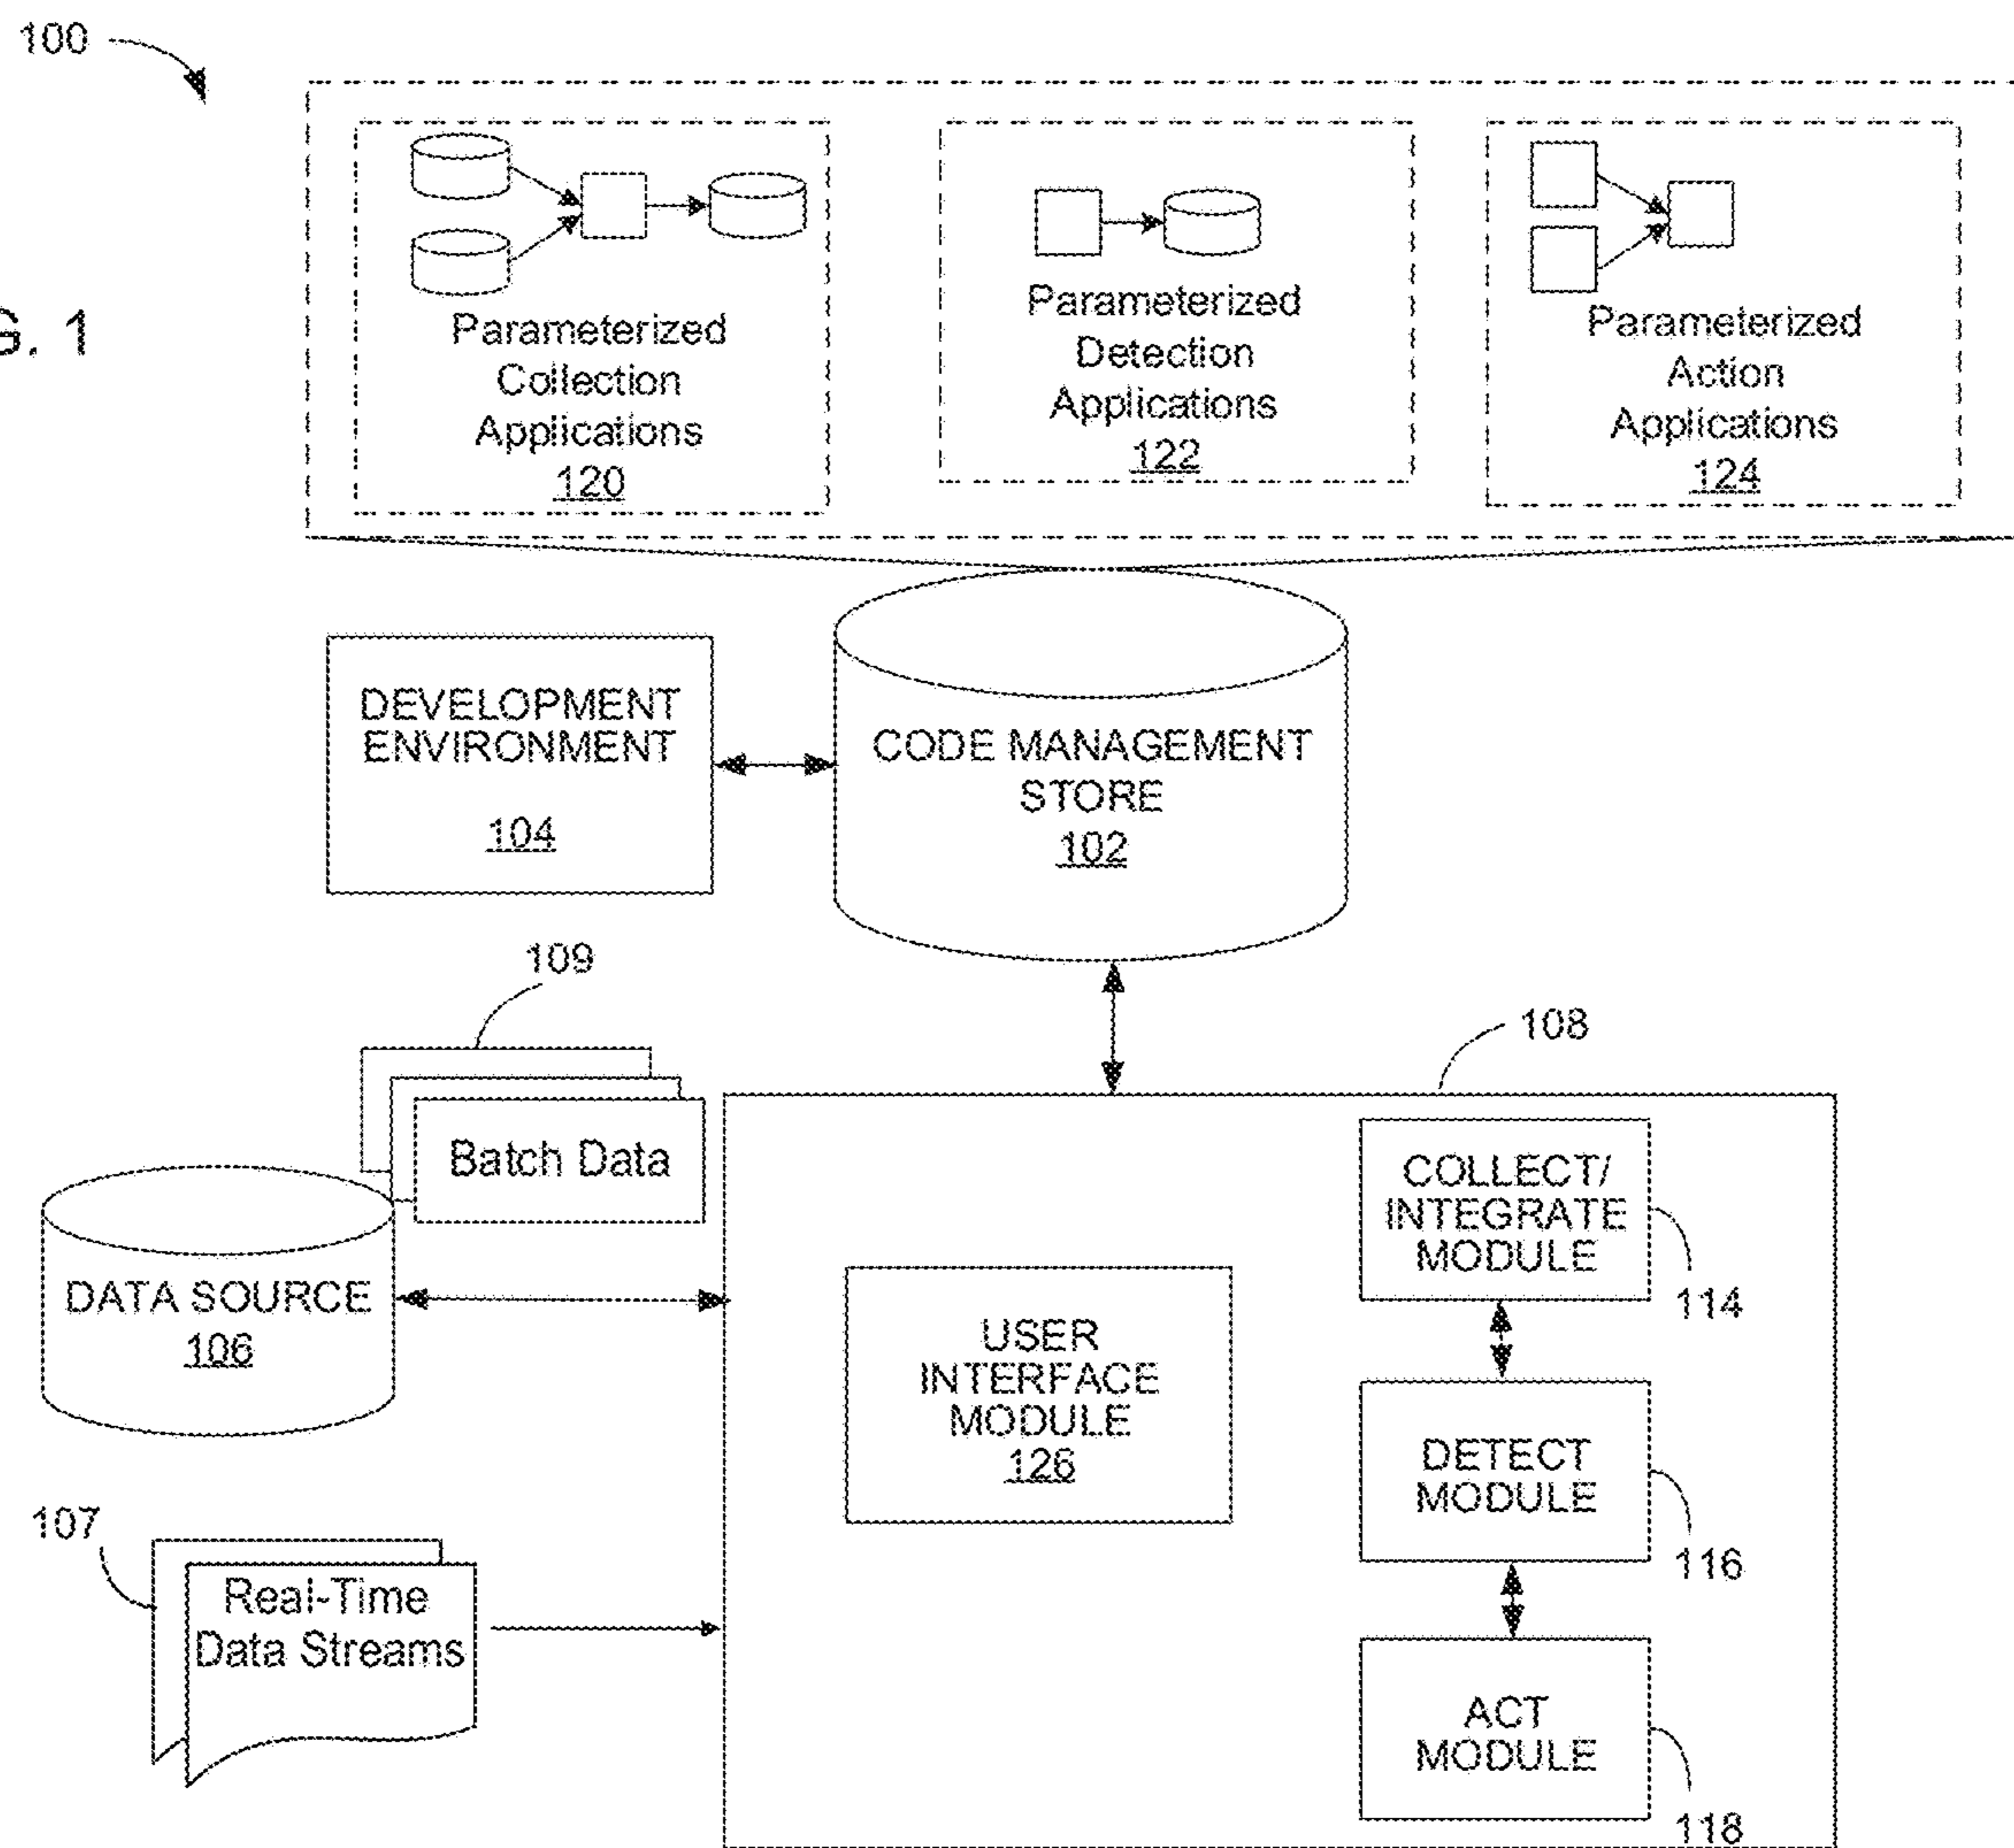 100
G. 1
Parameterized
Collection
Applications
120
Parameterized
Detection
Applications
122
Parameterized
Action
Applications
124
DEVELOPMENT
ENVIRONMENT
104
CODE MANAGEMENT
STORE
102
109
Batch Data
108
DATA SOURCE
106
107
Real-Time
Data Streams
USER
INTERFACE
MODULE
126
COLLECT/
INTEGRATE
MODULE
114
DETECT
MODULE
116
ACT
MODULE
118